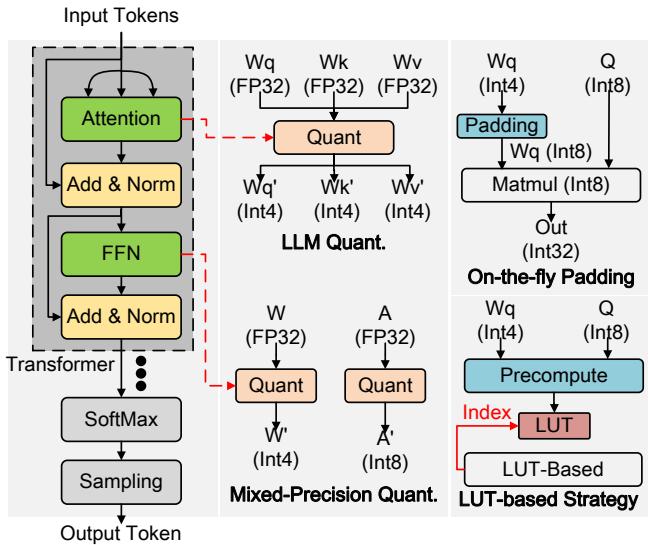 Input Tokens
Attention
Add & Norm
FFN
Add & Norm
Transformer
SoftMax
Sampling
Output Token
Wq Wk Wv
(FP32) (FP32) (FP32)
Quant
Wq' Wk' Wv'
(Int4) (Int4) (Int4)
LLM Quant.
W A
(FP32) (FP32)
Quant Quant
W' A'
(Int4) (Int8)
Mixed-Precision Quant.
Wq Q
(Int4) (Int8)
Padding
Wq (Int8)
Matmul (Int8)
Out
(Int32)
On-the-fly Padding
Wq Q
(Int4) (Int8)
Precompute
Index
LUT
LUT-Based
LUT-based Strategy